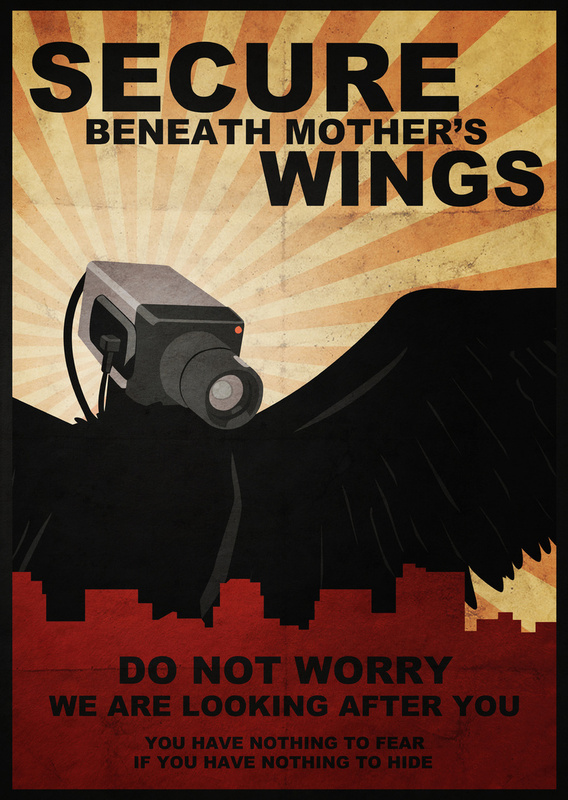 SECURE
BENEATH MOTHER'S
WINGS
DO NOT WORRY
WE ARE LOOKING AFTER YOU
YOU HAVE NOTHING TO FEAR
IF YOU HAVE NOTHING TO HIDE